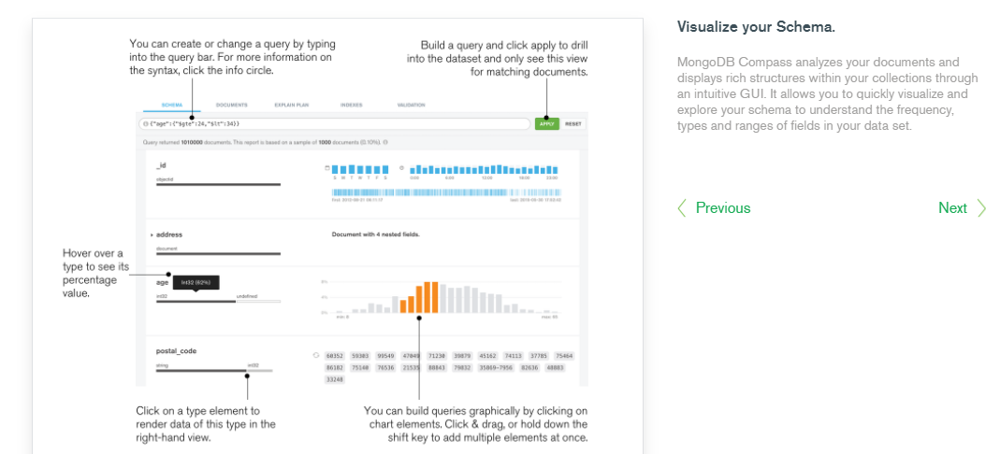 You can create or change a query by typing
into the query bar. For more information on
the syntax, click the info circle.
Build a query and click apply to drill
into the dataset and only see this view
for matching documents.
SCHEMA DOCUMENTS EXPLAIN PLAN INDEXES VALIDATION
{"age":{"$gte":24,"$lt":34}} APPLY RESET
Query returned 1010000 documents. This report is based on a sample of 1000 documents (0.10%).
_id
objectid
S M T W T F S
0:00 6:00 12:00 18:00 23:00
address
document
Document with 4 nested fields.
Hover over a
type to see its
percentage
value.
age
Int32 (62%)
int32 undefined
min: 6 max: 65
postal_code
string int32
60352 59303 99549 47049 71230 39879 45162 74113 37785 75464
86182 75140 76536 21535 88843 79832 35069-7956 82636 48883
33248
Click on a type element to
render data of this type in the
right-hand view.
You can build queries graphically by clicking on
chart elements. Click & drag, or hold down the
shift key to add multiple elements at once.
Visualize your Schema.
MongoDB Compass analyzes your documents and
displays rich structures within your collections through
an intuitive GUI. It allows you to quickly visualize and
explore your schema to understand the frequency,
types and ranges of fields in your data set.
Previous
Next